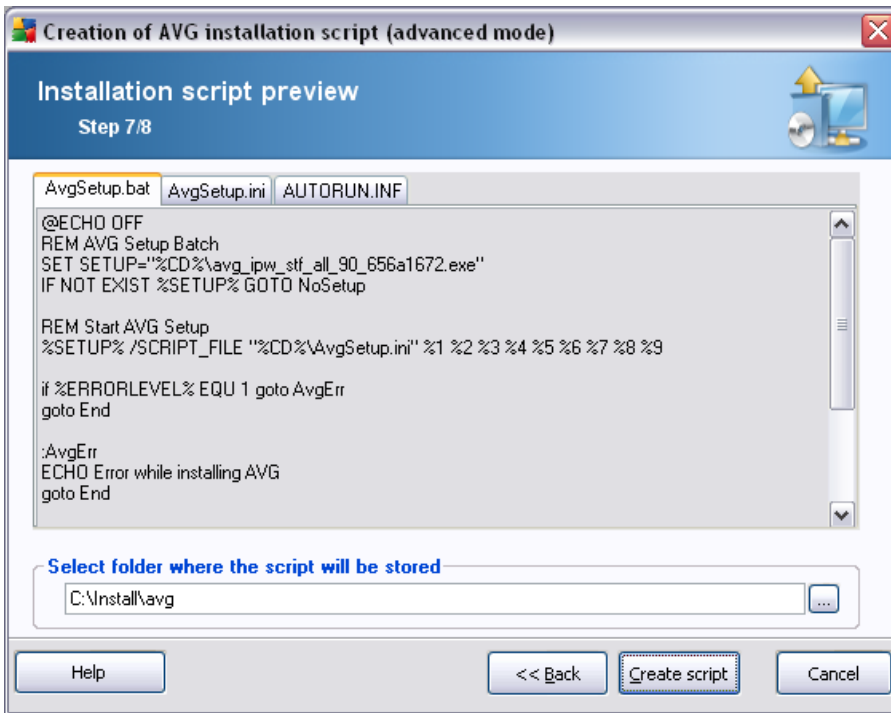 Creation of AVG installation script (advanced mode)
Installation script preview
Step 7/8
AvgSetup.bat AvgSetup.ini AUTORUN.INF
@ECHO OFF
REM AVG Setup Batch
SET SETUP="%CD%\avg_ipw_stf_all_90_656a1672.exe"
IF NOT EXIST %SETUP% GOTO NoSetup
REM Start AVG Setup
%SETUP% /SCRIPT_FILE "%CD%\AvgSetup.ini" %1 %2 %3 %4 %5 %6 %7 %8 %9
if %ERRORLEVEL% EQU 1 goto AvgErr
goto End
:AvgErr
ECHO Error while installing AVG
goto End
Select folder where the script will be stored
C:\Install\avg
...
Help << Back Create script Cancel